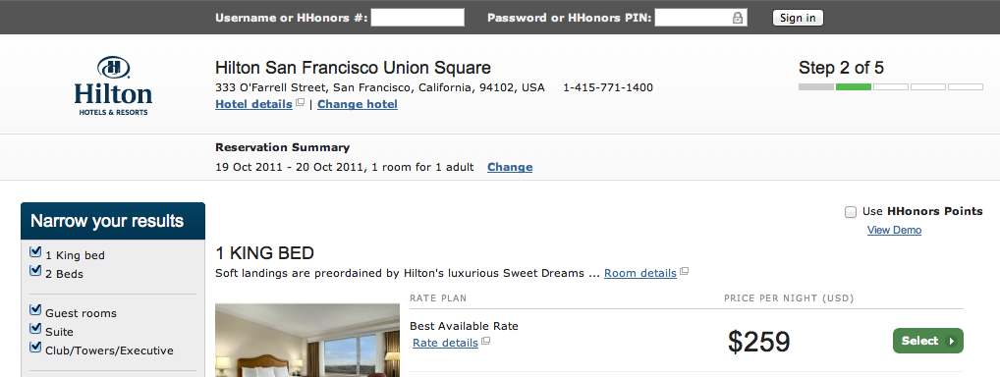 Username or HHonors #: Password or HHonors PIN: Sign in
Hilton
HOTELS & RESORTS
Hilton San Francisco Union Square
333 O'Farrell Street, San Francisco, California, 94102, USA 1-415-771-1400
Hotel details | Change hotel
Step 2 of 5
Reservation Summary
19 Oct 2011 - 20 Oct 2011, 1 room for 1 adult Change
Narrow your results
1 King bed
2 Beds
Guest rooms
Suite
Club/Towers/Executive
Use HHonors Points
View Demo
1 KING BED
Soft landings are preordained by Hilton's luxurious Sweet Dreams ... Room details
RATE PLAN PRICE PER NIGHT (USD)
Best Available Rate
Rate details
$259 Select